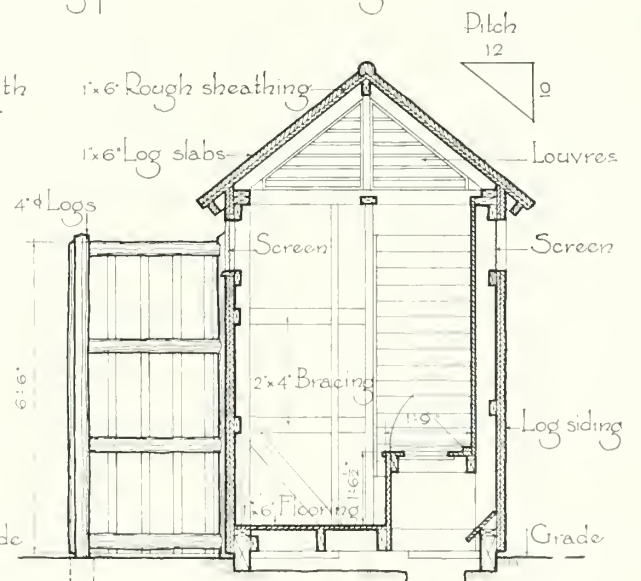 Pitch
12
9
1"x6" Rough sheathing
1"x6" Log slabs
Louvres
4"ϕ Logs
Screen
Screen
6'-6"
2"x4" Bracing
1'-9"
Log siding
1'-6½"
1"x6" Flooring
Grade